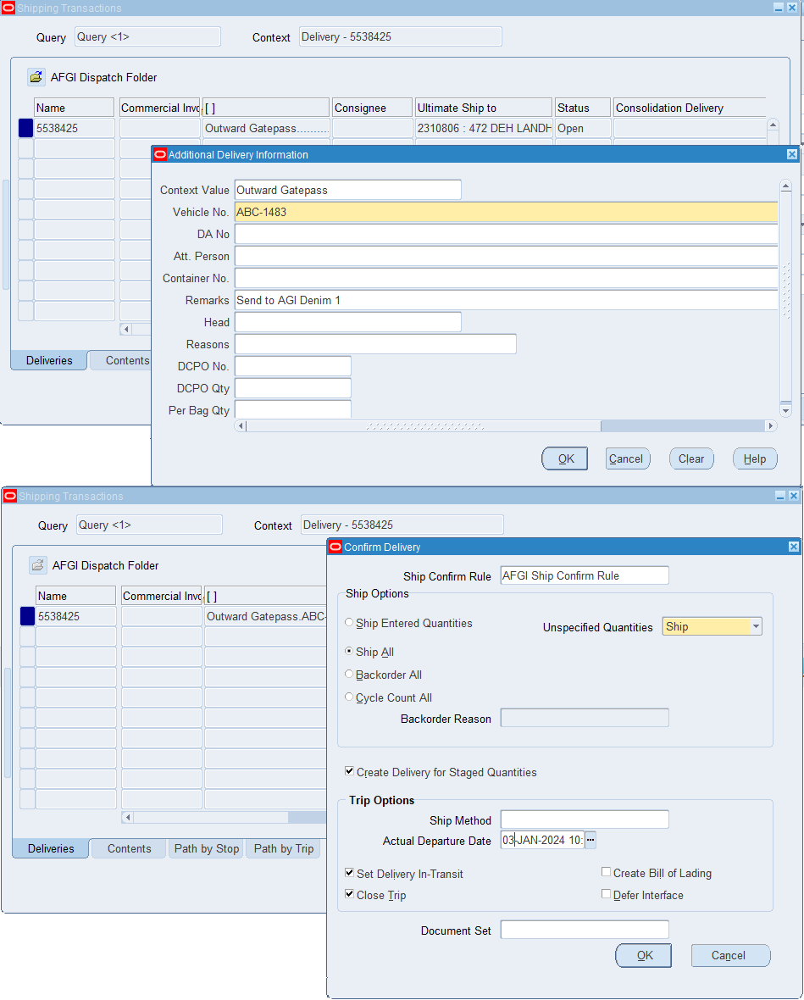 Shipping Transactions
Query Query <1> Context Delivery - 5538425
AFGI Dispatch Folder
Name Commercial Invo [ ] Consignee Ultimate Ship to Status Consolidation Delivery
5538425 Outward Gatepass.......... 2310806 : 472 DEH LANDH Open
Additional Delivery Information
Context Value Outward Gatepass
Vehicle No. ABC-1483
DA No
Att. Person
Container No.
Remarks Send to AGI Denim 1
Head
Reasons
DCPO No.
DCPO Qty
Per Bag Qty
Deliveries Contents
OK Cancel Clear Help
Shipping Transactions
Query Query <1> Context Delivery - 5538425
AFGI Dispatch Folder
Name Commercial Invo [ ]
5538425 Outward Gatepass.ABC-
Deliveries Contents Path by Stop Path by Trip
Confirm Delivery
Ship Confirm Rule AFGI Ship Confirm Rule
Ship Options
Ship Entered Quantities Unspecified Quantities Ship
Ship All
Backorder All
Cycle Count All
Backorder Reason
Create Delivery for Staged Quantities
Trip Options
Ship Method
Actual Departure Date 03-JAN-2024 10:
Set Delivery In-Transit Create Bill of Lading
Close Trip Defer Interface
Document Set
OK Cancel